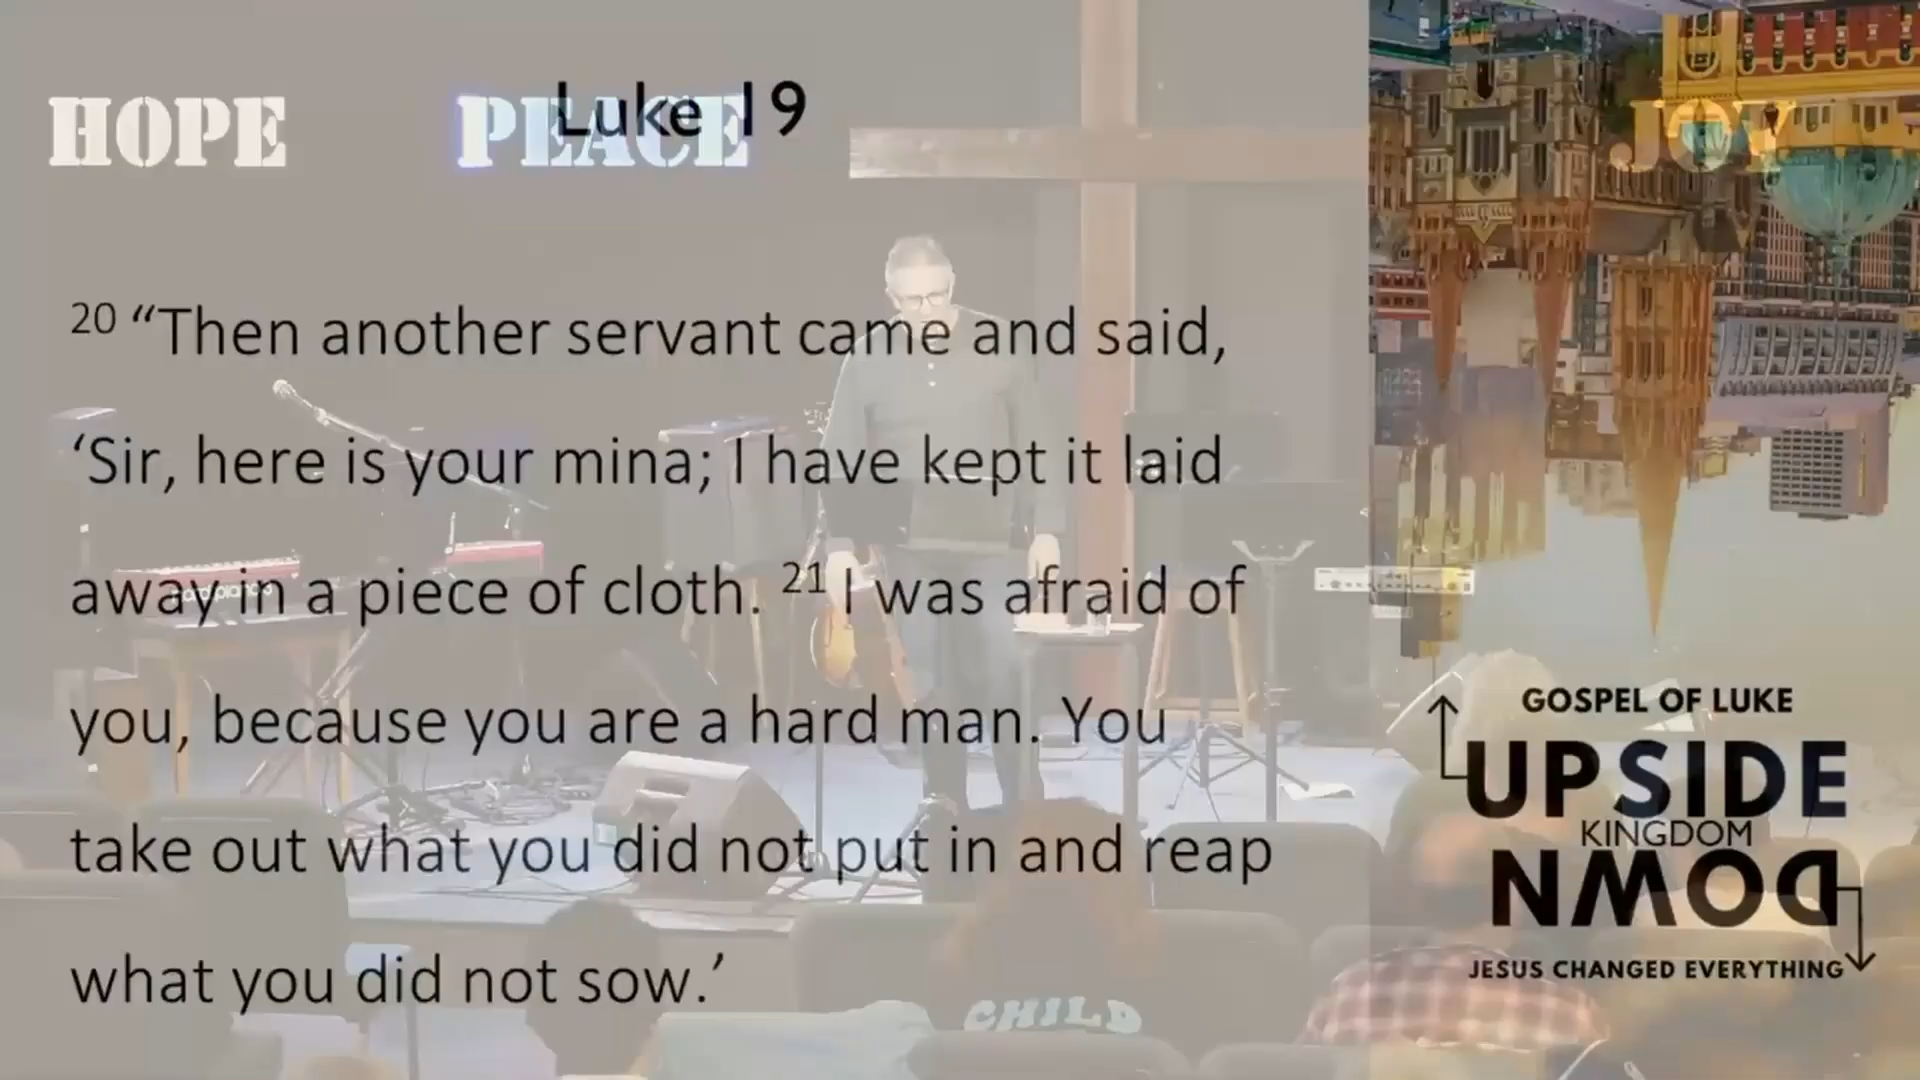 HOPE
PEACE
Luke 19
JOY
20 “Then another servant came and said,
‘Sir, here is your mina; I have kept it laid
away in a piece of cloth. 21 I was afraid of
you, because you are a hard man. You
take out what you did not put in and reap
what you did not sow.’
GOSPEL OF LUKE
UPSIDE
KINGDOM
DOWN
JESUS CHANGED EVERYTHING
CHILD